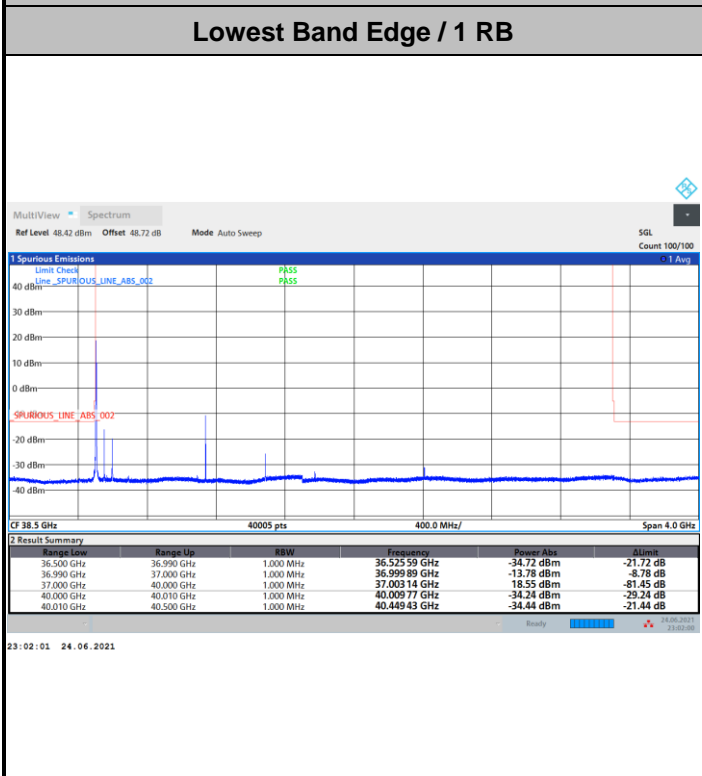 Lowest Band Edge / 1 RB
MultiView Spectrum
Ref Level 48.42 dBm Offset 48.72 dB Mode Auto Sweep SGL
Count 100/100
1 Spurious Emissions 1 Avg
Limit Check PASS
Line _SPURIOUS_LINE_ABS_002 PASS
40 dBm
30 dBm
20 dBm
10 dBm
0 dBm
_SPURIOUS_LINE_ABS_002
-20 dBm
-30 dBm
-40 dBm
CF 38.5 GHz 40005 pts 400.0 MHz/ Span 4.0 GHz
2 Result Summary
Range Low Range Up RBW Frequency Power Abs ΔLimit
36.500 GHz 36.990 GHz 1.000 MHz 36.525 59 GHz -34.72 dBm -21.72 dB
36.990 GHz 37.000 GHz 1.000 MHz 36.999 89 GHz -13.78 dBm -8.78 dB
37.000 GHz 40.000 GHz 1.000 MHz 37.003 14 GHz 18.55 dBm -81.45 dB
40.000 GHz 40.010 GHz 1.000 MHz 40.009 77 GHz -34.24 dBm -29.24 dB
40.010 GHz 40.500 GHz 1.000 MHz 40.449 43 GHz -34.44 dBm -21.44 dB
Ready 24.06.2021
23:02:00
23:02:01 24.06.2021